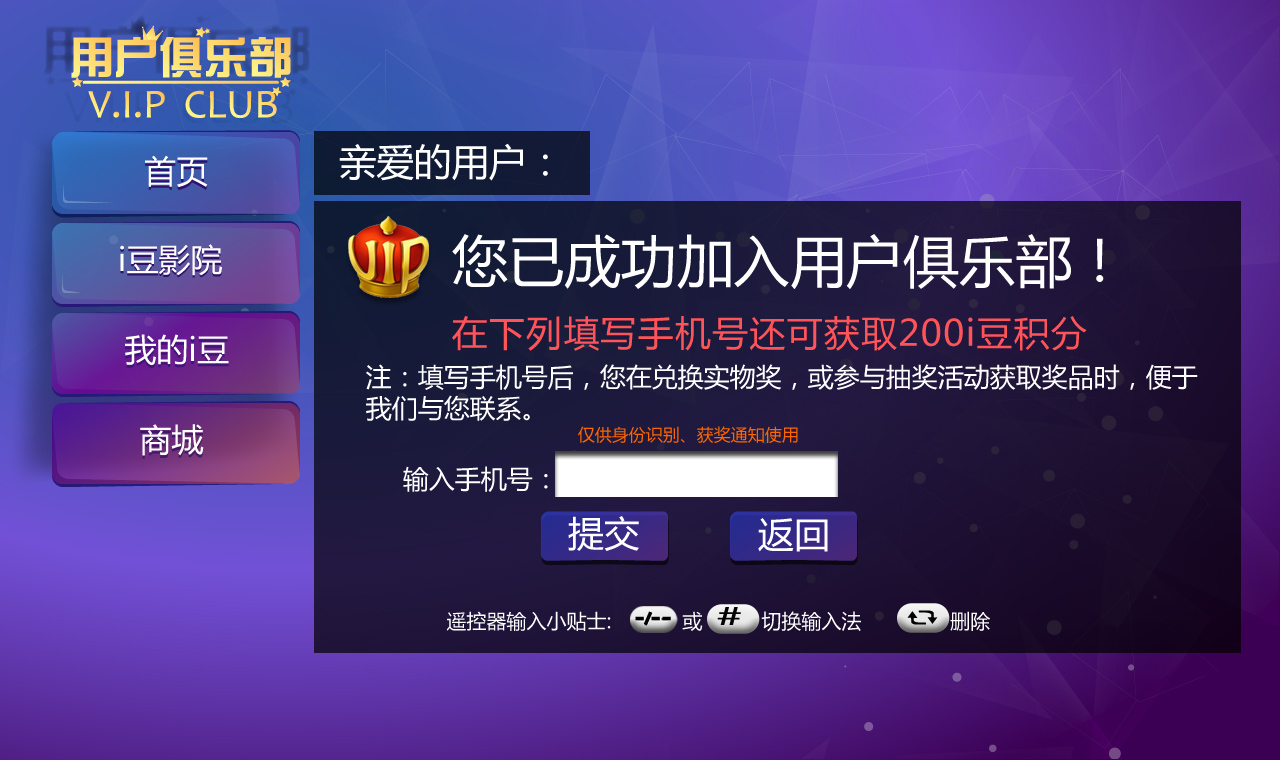 用户俱乐部
V.I.P CLUB
首页
i豆影院
我的i豆
商城
亲爱的用户：
VIP
您已成功加入用户俱乐部！
在下列填写手机号还可获取200i豆积分
注：填写手机号后，您在兑换实物奖，或参与抽奖活动获取奖品时，便于
我们与您联系。
仅供身份识别、获奖通知使用
输入手机号：
提交
返回
遥控器输入小贴士: -/-- 或 # 切换输入法 删除